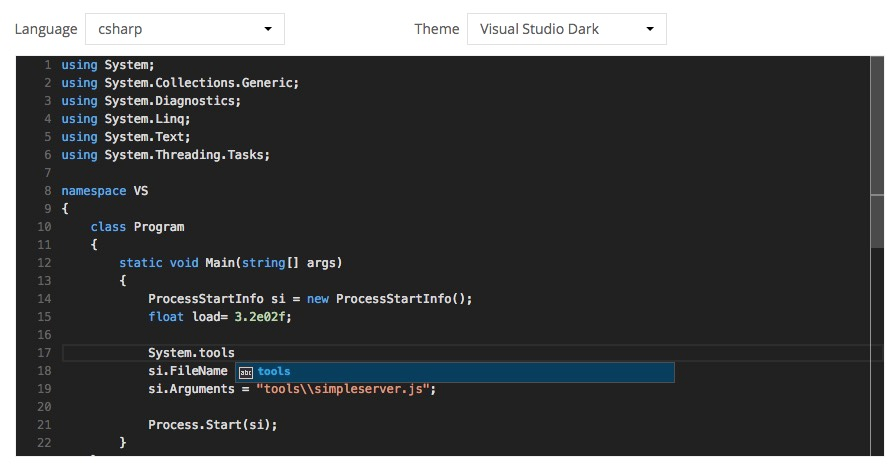 Language csharp Theme Visual Studio Dark
1 using System;
2 using System.Collections.Generic;
3 using System.Diagnostics;
4 using System.Linq;
5 using System.Text;
6 using System.Threading.Tasks;
7
8 namespace VS
9 {
10 class Program
11 {
12 static void Main(string[] args)
13 {
14 ProcessStartInfo si = new ProcessStartInfo();
15 float load= 3.2e02f;
16
17 System.tools
18 si.FileName abc tools
19 si.Arguments = "tools\\simpleserver.js";
20
21 Process.Start(si);
22 }